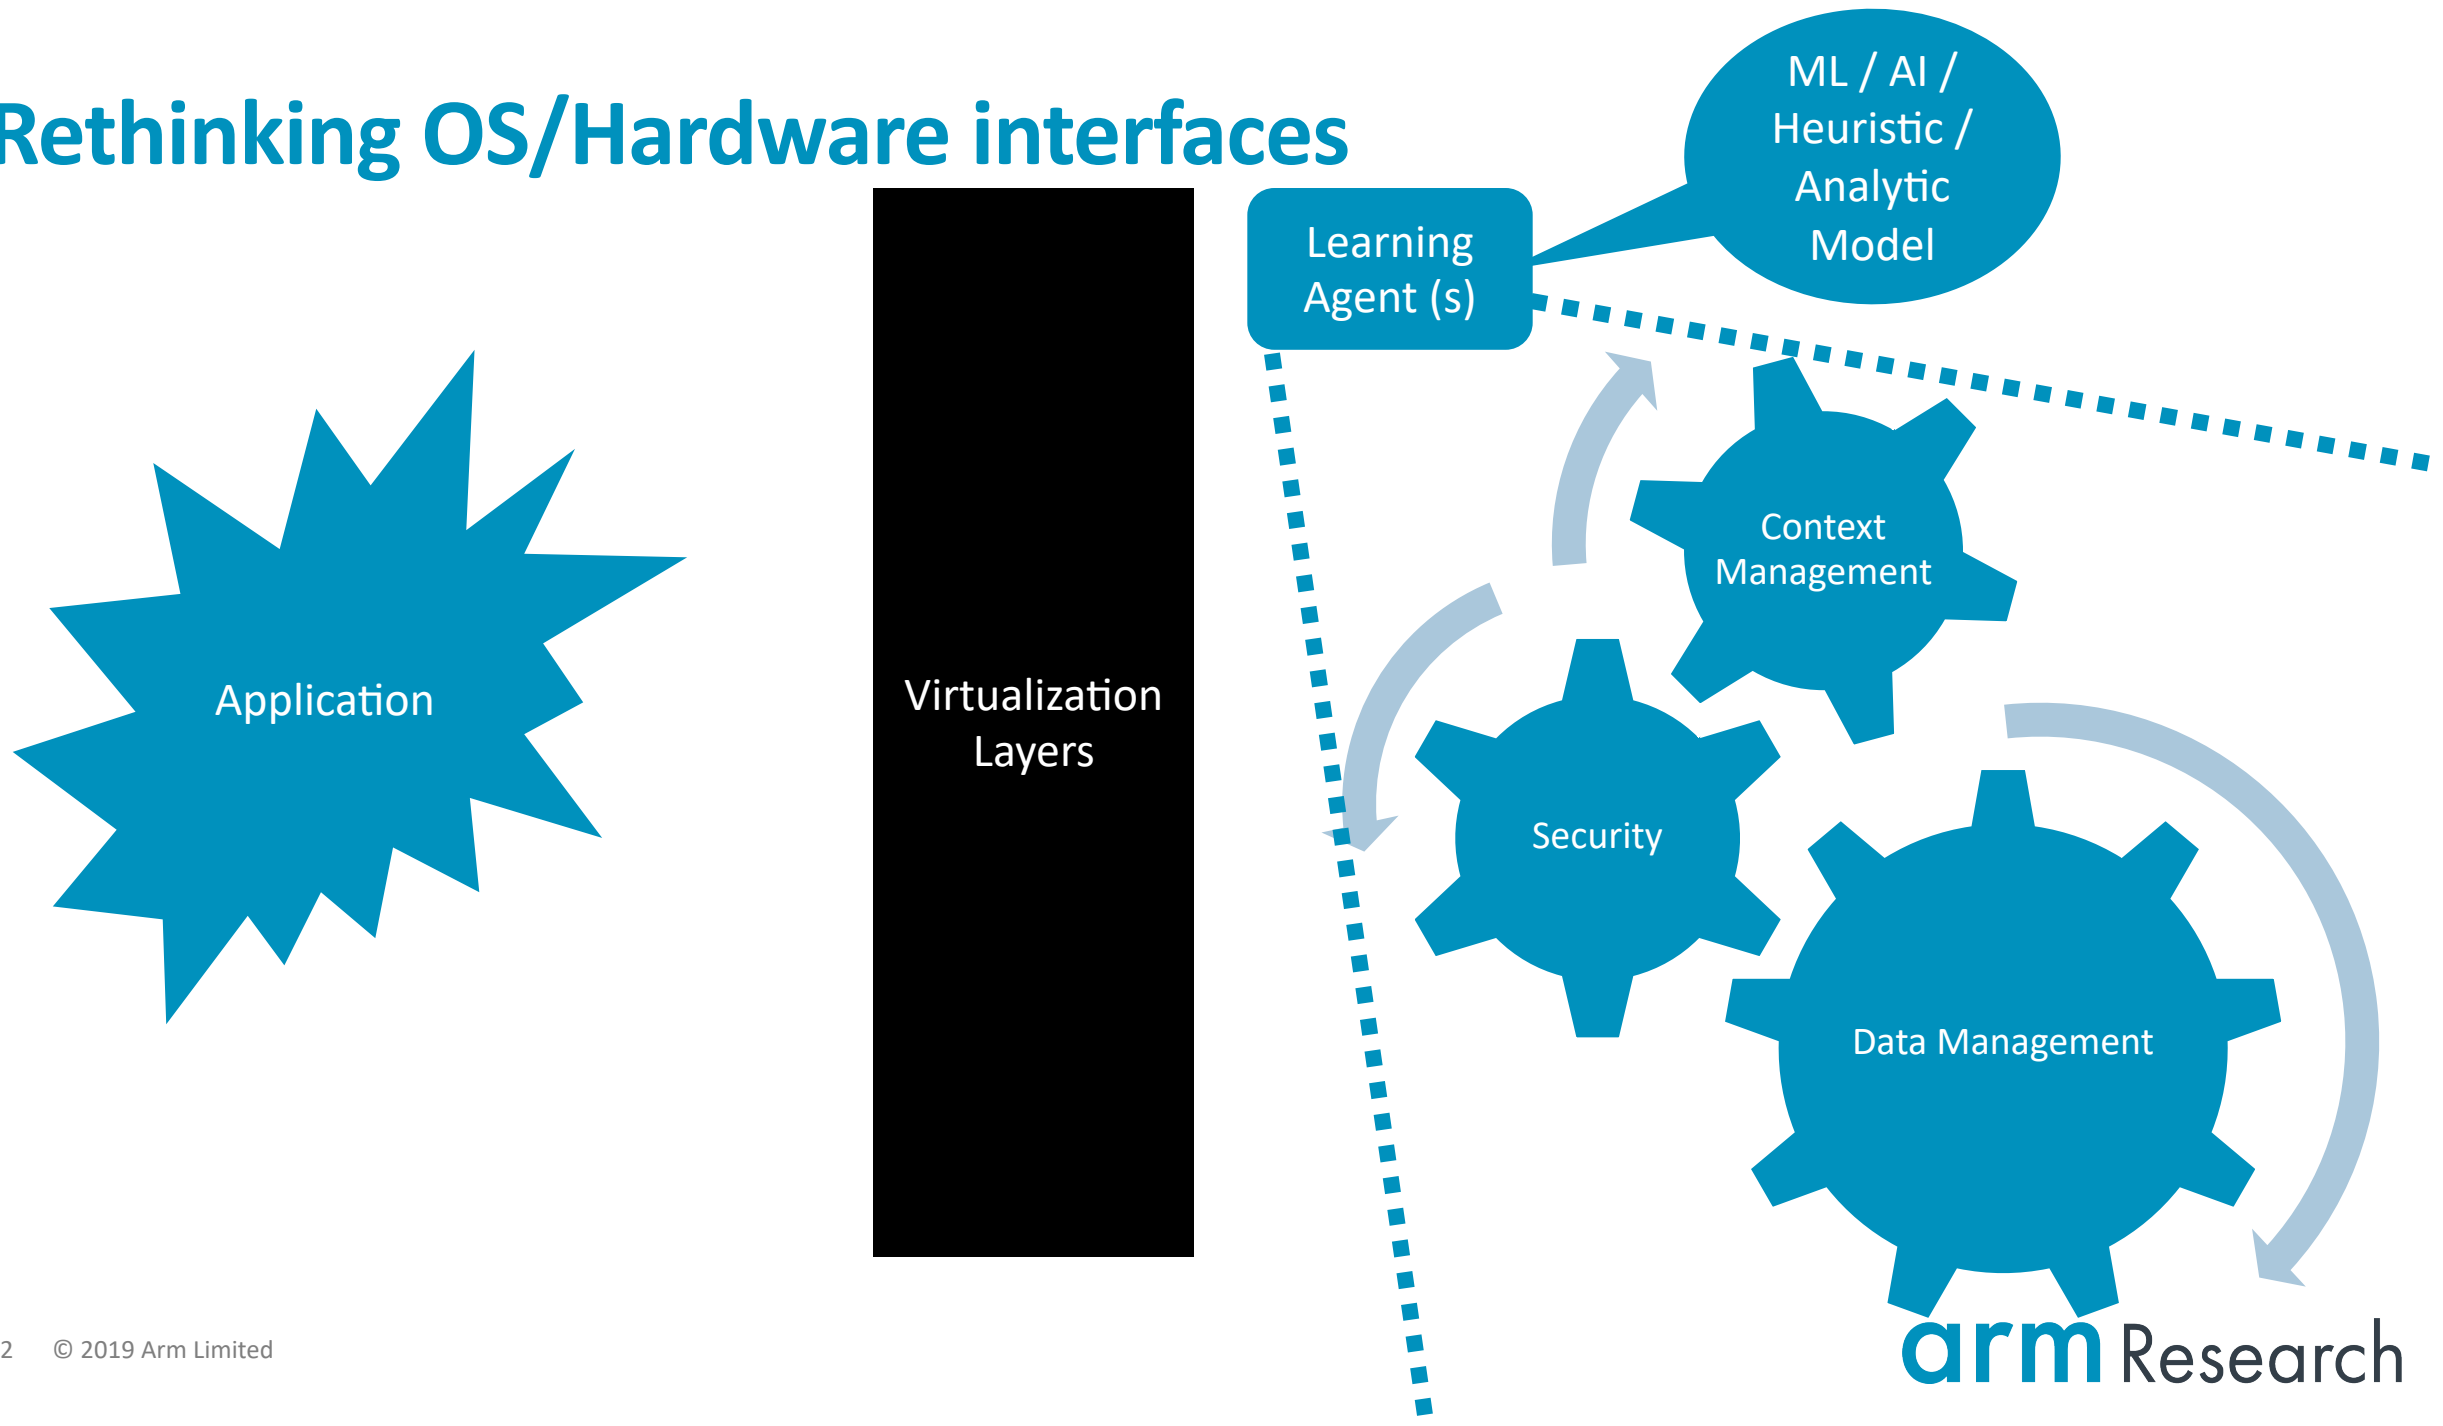 Rethinking OS/Hardware interfaces
ML / AI /
Heuristic /
Analytic
Model
Learning
Agent (s)
Application
Virtualization
Layers
Context
Management
Security
Data Management
2 © 2019 Arm Limited
arm Research